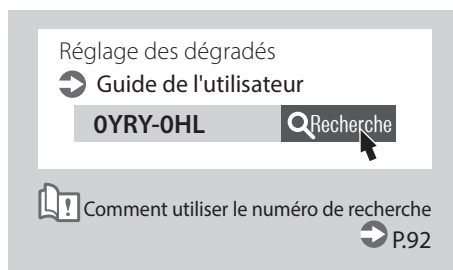 Réglage des dégradés
Guide de l'utilisateur
0YRY-0HL Recherche
Comment utiliser le numéro de recherche
P.92